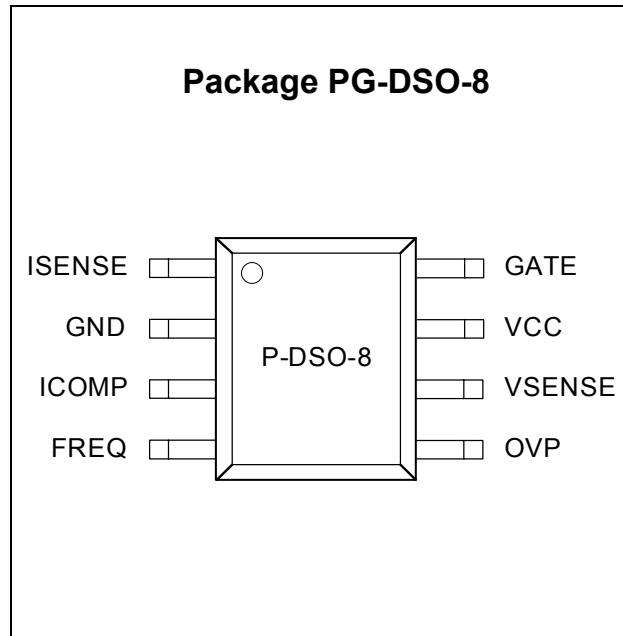 Package PG-DSO-8
ISENSE
GND
ICOMP
FREQ
P-DSO-8
GATE
VCC
VSENSE
OVP